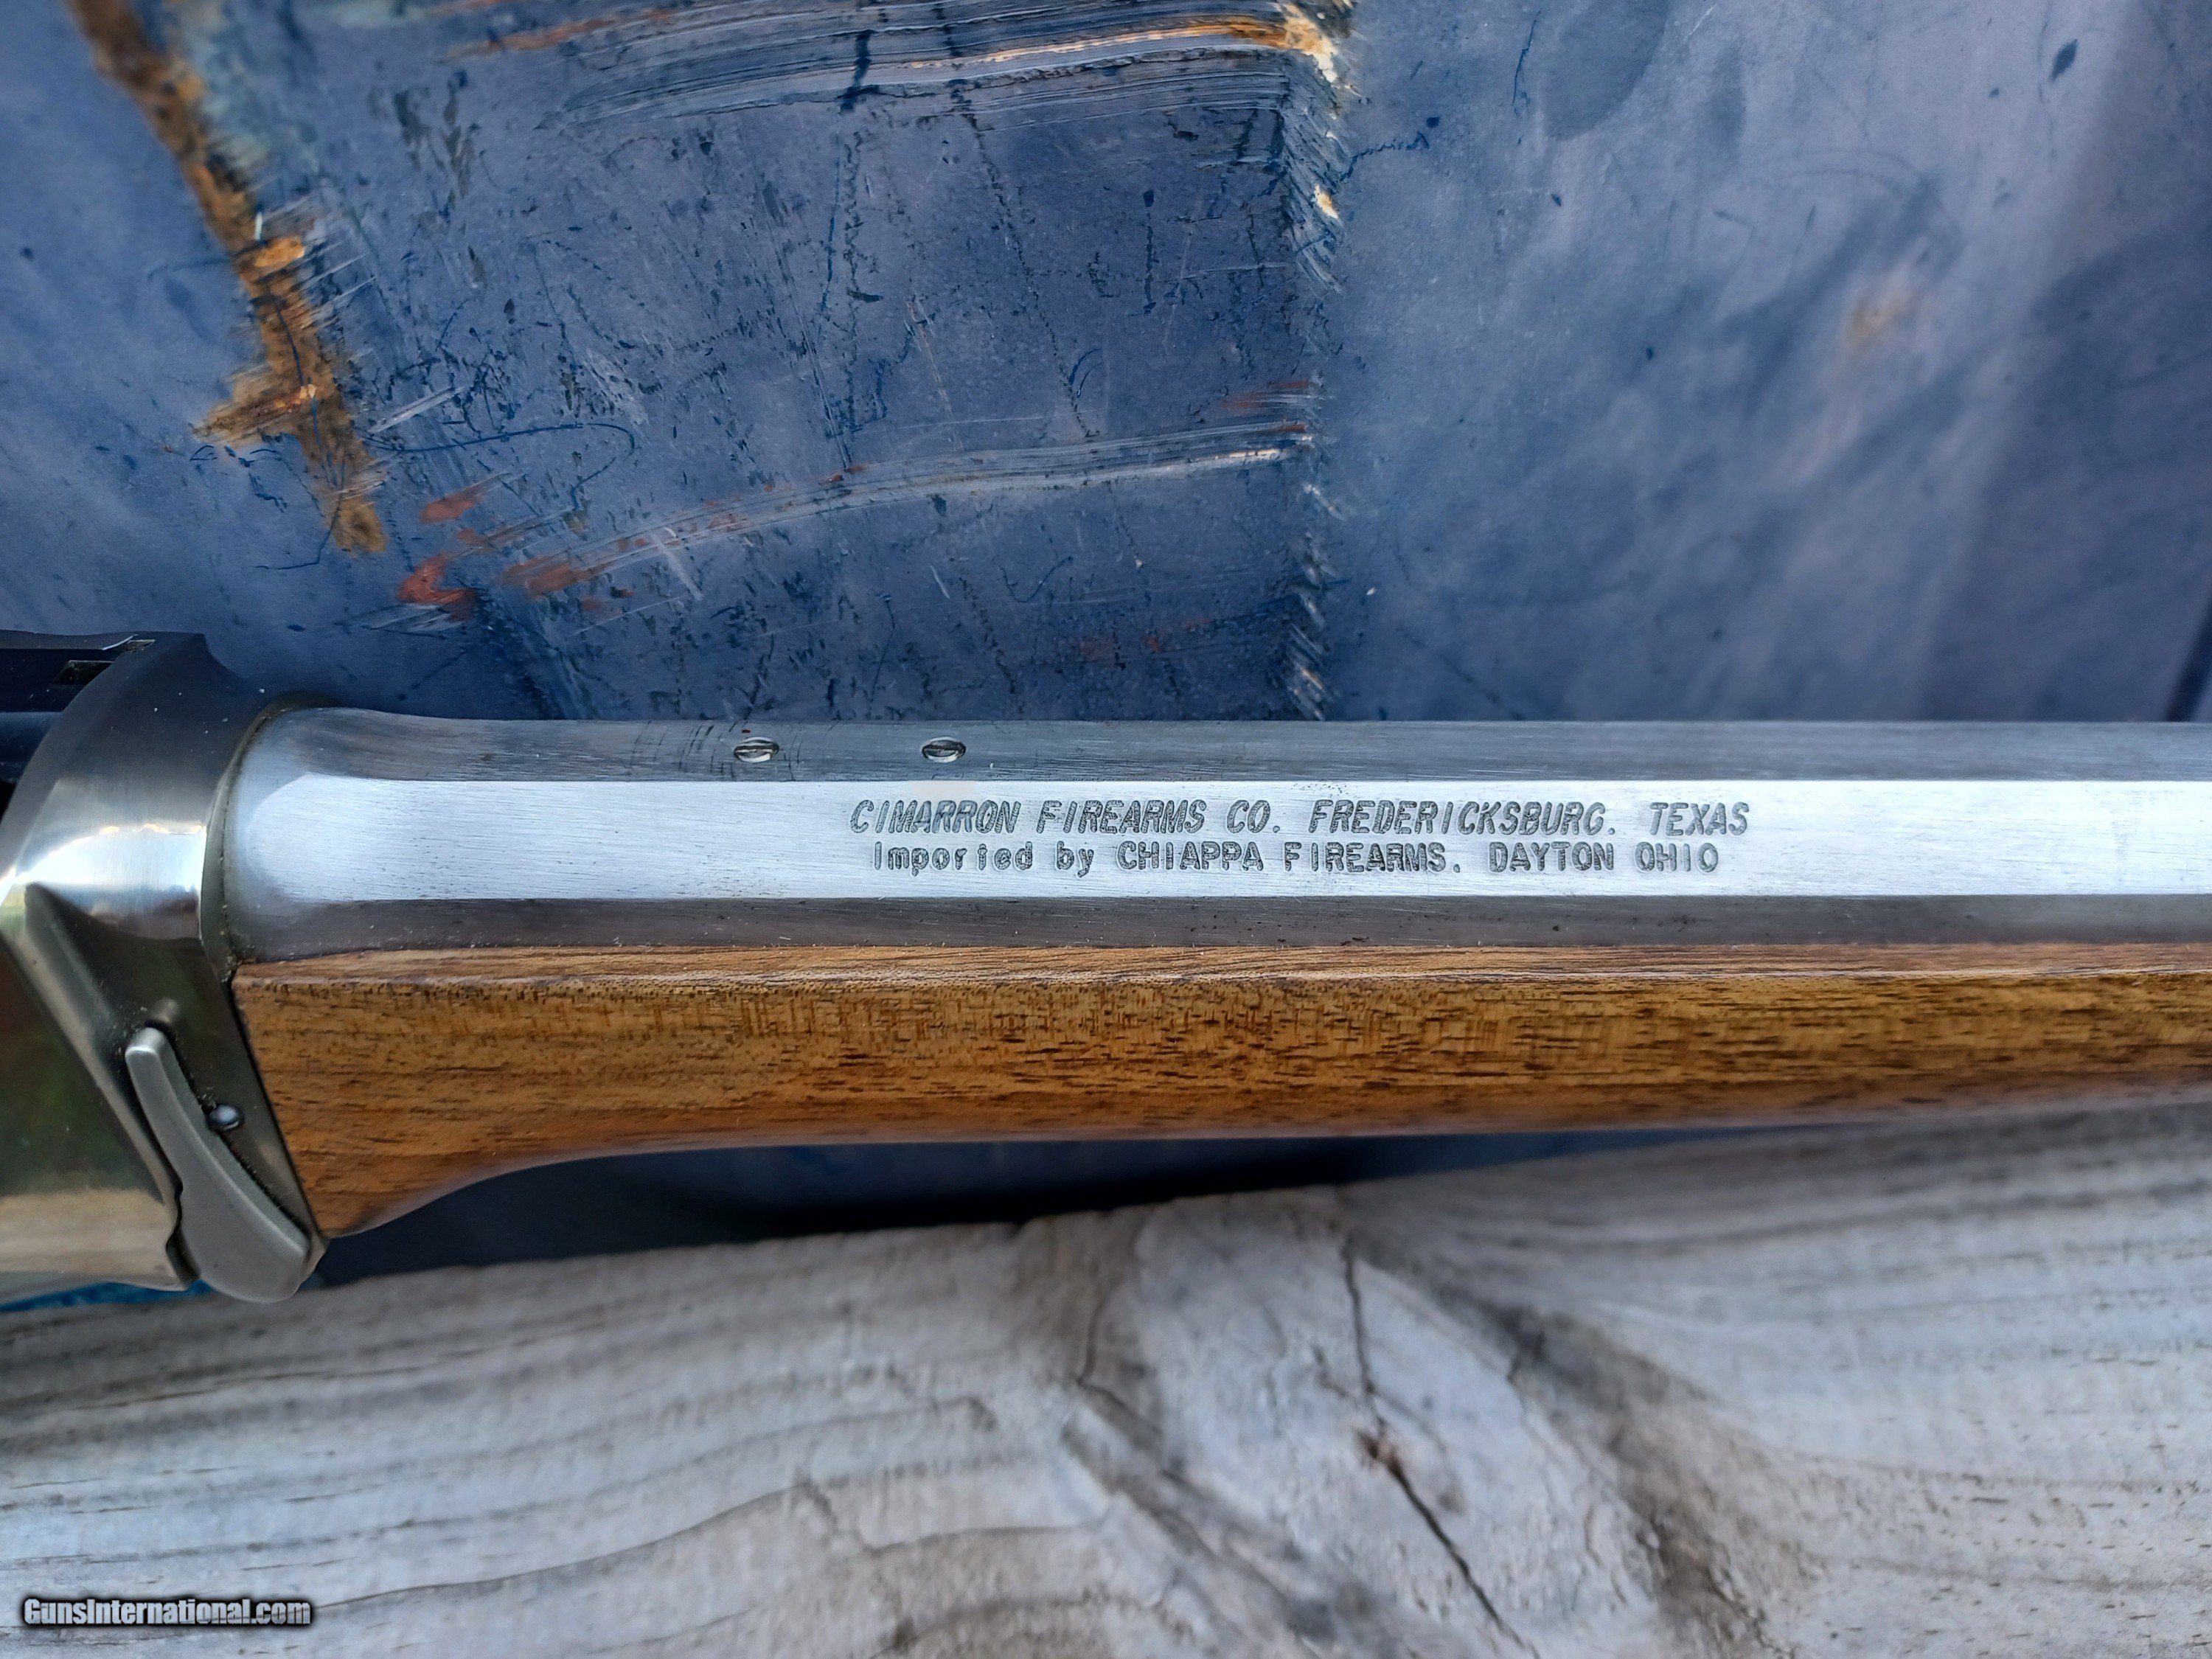 CIMARRON FIREARMS CO. FREDERICKSBURG. TEXAS
Imported by CHIAPPA FIREARMS. DAYTON OHIO
GunsInternational.com